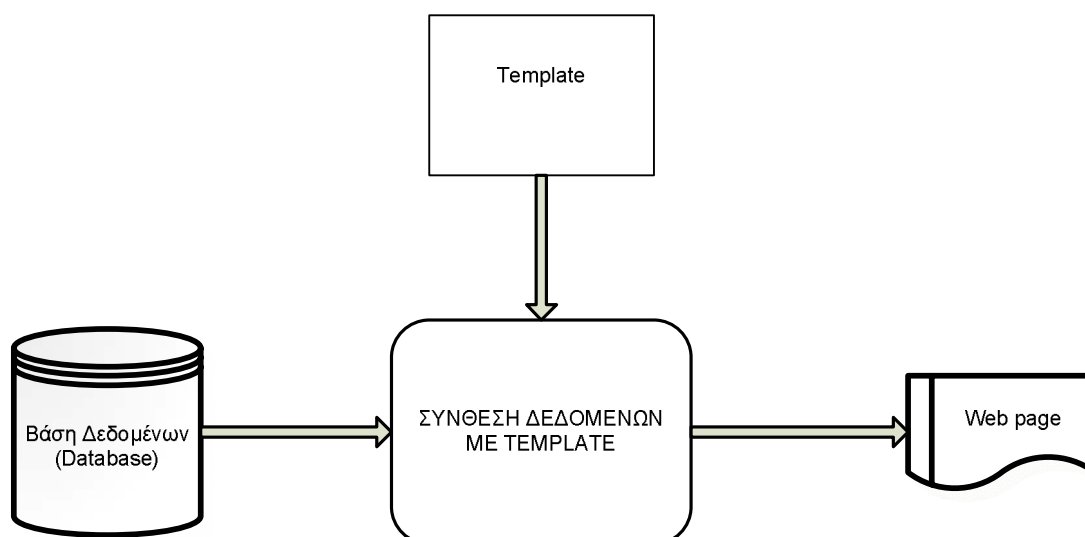 Template
Βάση Δεδομένων
(Database)
ΣΥΝΘΕΣΗ ΔΕΔΟΜΕΝΩΝ
ΜΕ TEMPLATE
Web page